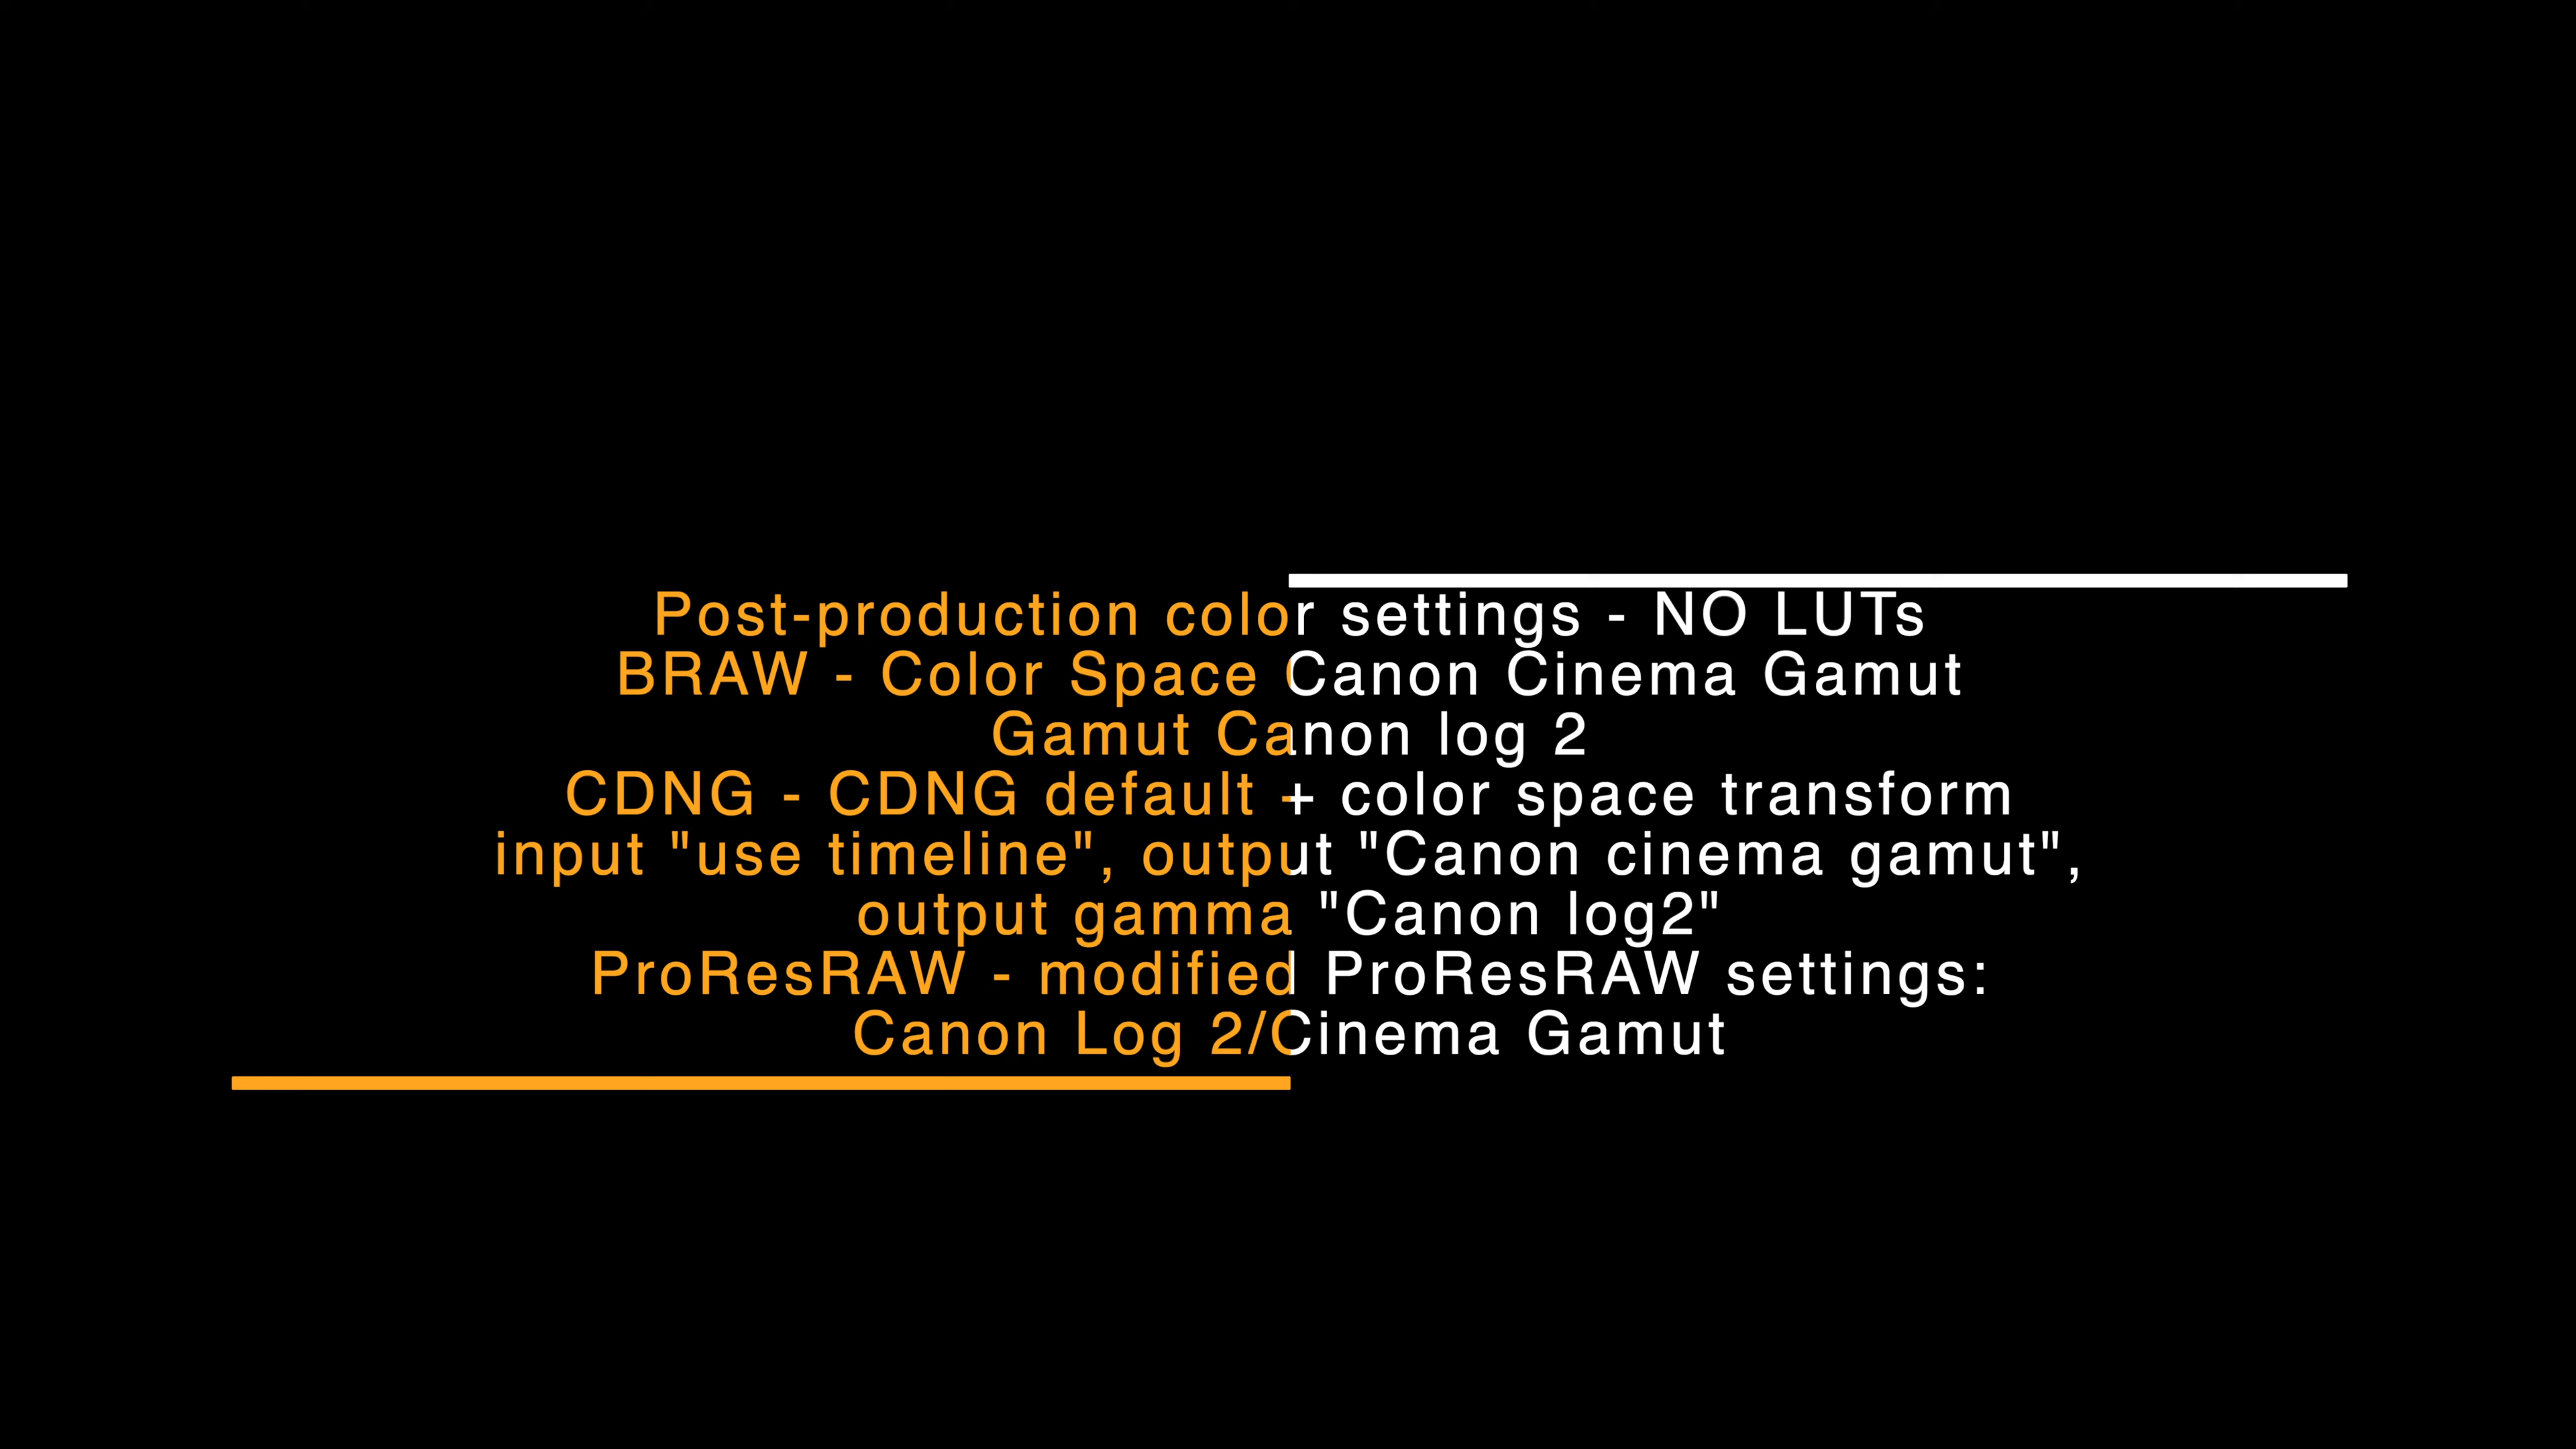 Post-production color settings - NO LUTs
BRAW - Color Space Canon Cinema Gamut
Gamut Canon log 2
CDNG - CDNG default + color space transform
input "use timeline", output "Canon cinema gamut",
output gamma "Canon log2"
ProResRAW - modified ProResRAW settings:
Canon Log 2/Cinema Gamut